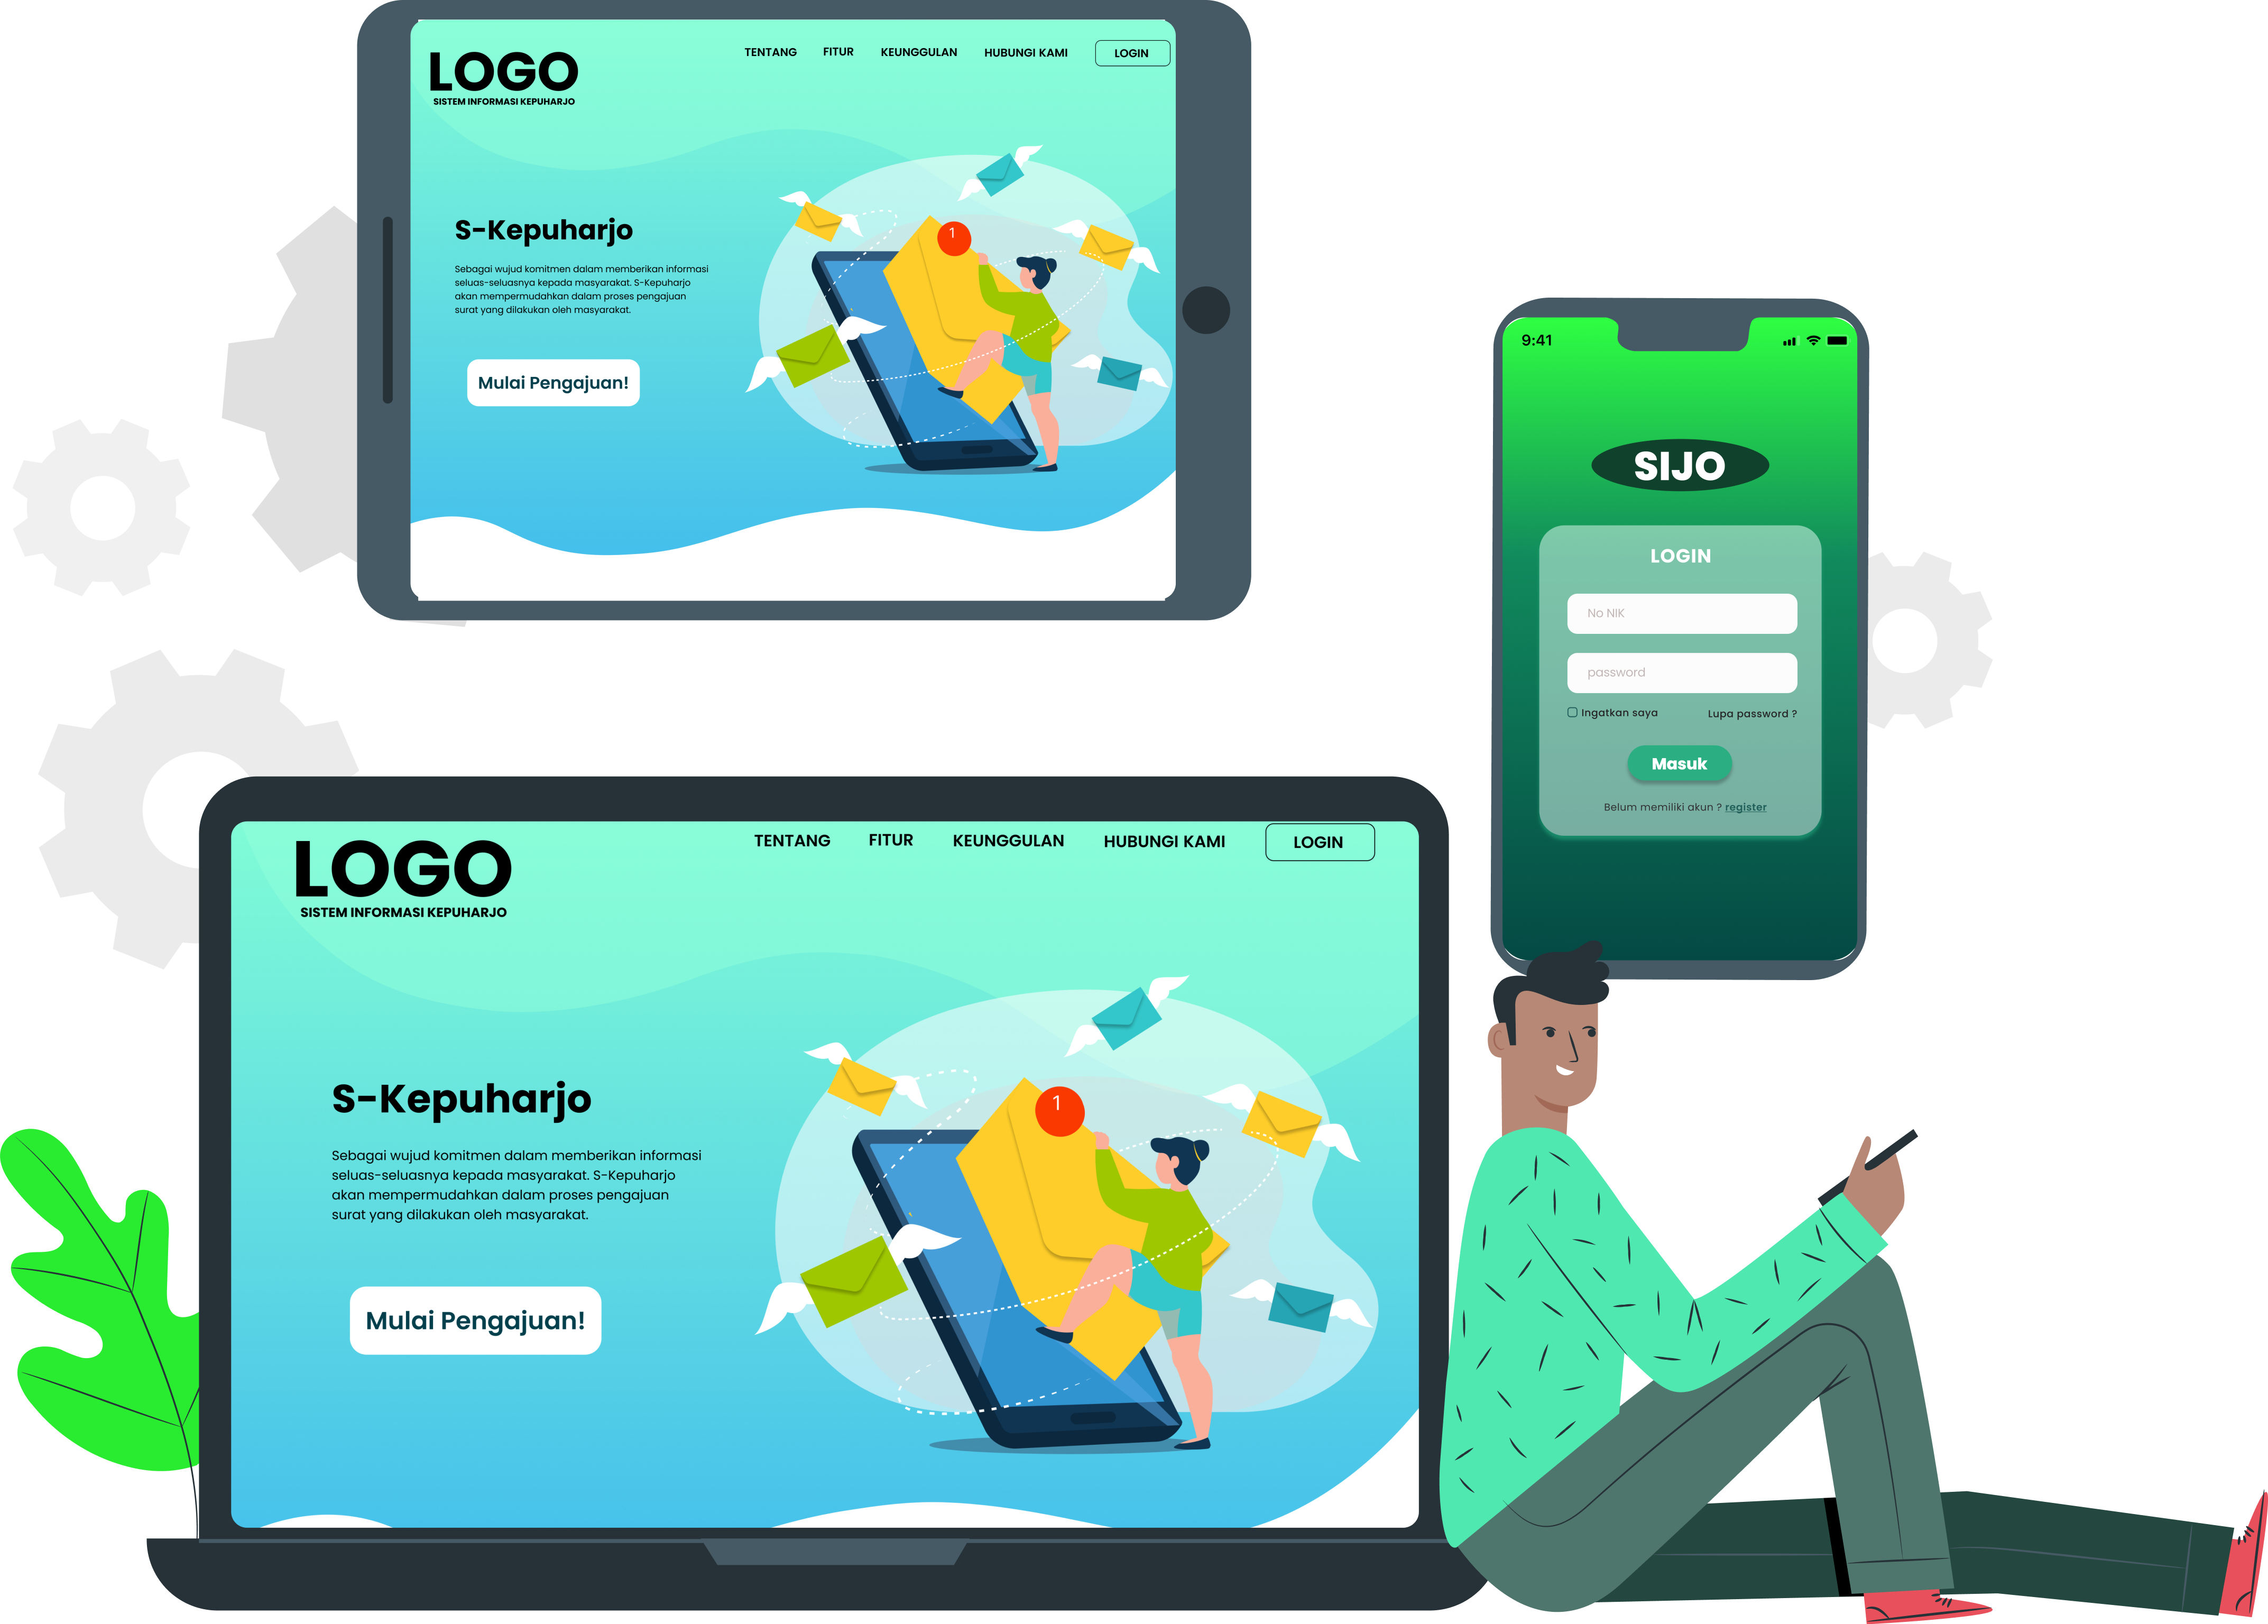 LOGO
SISTEM INFORMASI KEPUHARJO
TENTANG
FITUR
KEUNGGULAN
HUBUNGI KAMI
LOGIN
S-Kepuharjo
Sebagai wujud komitmen dalam memberikan informasi
seluas-seluasnya kepada masyarakat. S-Kepuharjo
akan mempermudahkan dalam proses pengajuan
surat yang dilakukan oleh masyarakat.
Mulai Pengajuan!
1
9:41
SIJO
LOGIN
No NIK
password
Ingatkan saya
Lupa password ?
Masuk
Belum memiliki akun ? register
LOGO
SISTEM INFORMASI KEPUHARJO
TENTANG
FITUR
KEUNGGULAN
HUBUNGI KAMI
LOGIN
S-Kepuharjo
Sebagai wujud komitmen dalam memberikan informasi
seluas-seluasnya kepada masyarakat. S-Kepuharjo
akan mempermudahkan dalam proses pengajuan
surat yang dilakukan oleh masyarakat.
Mulai Pengajuan!
1